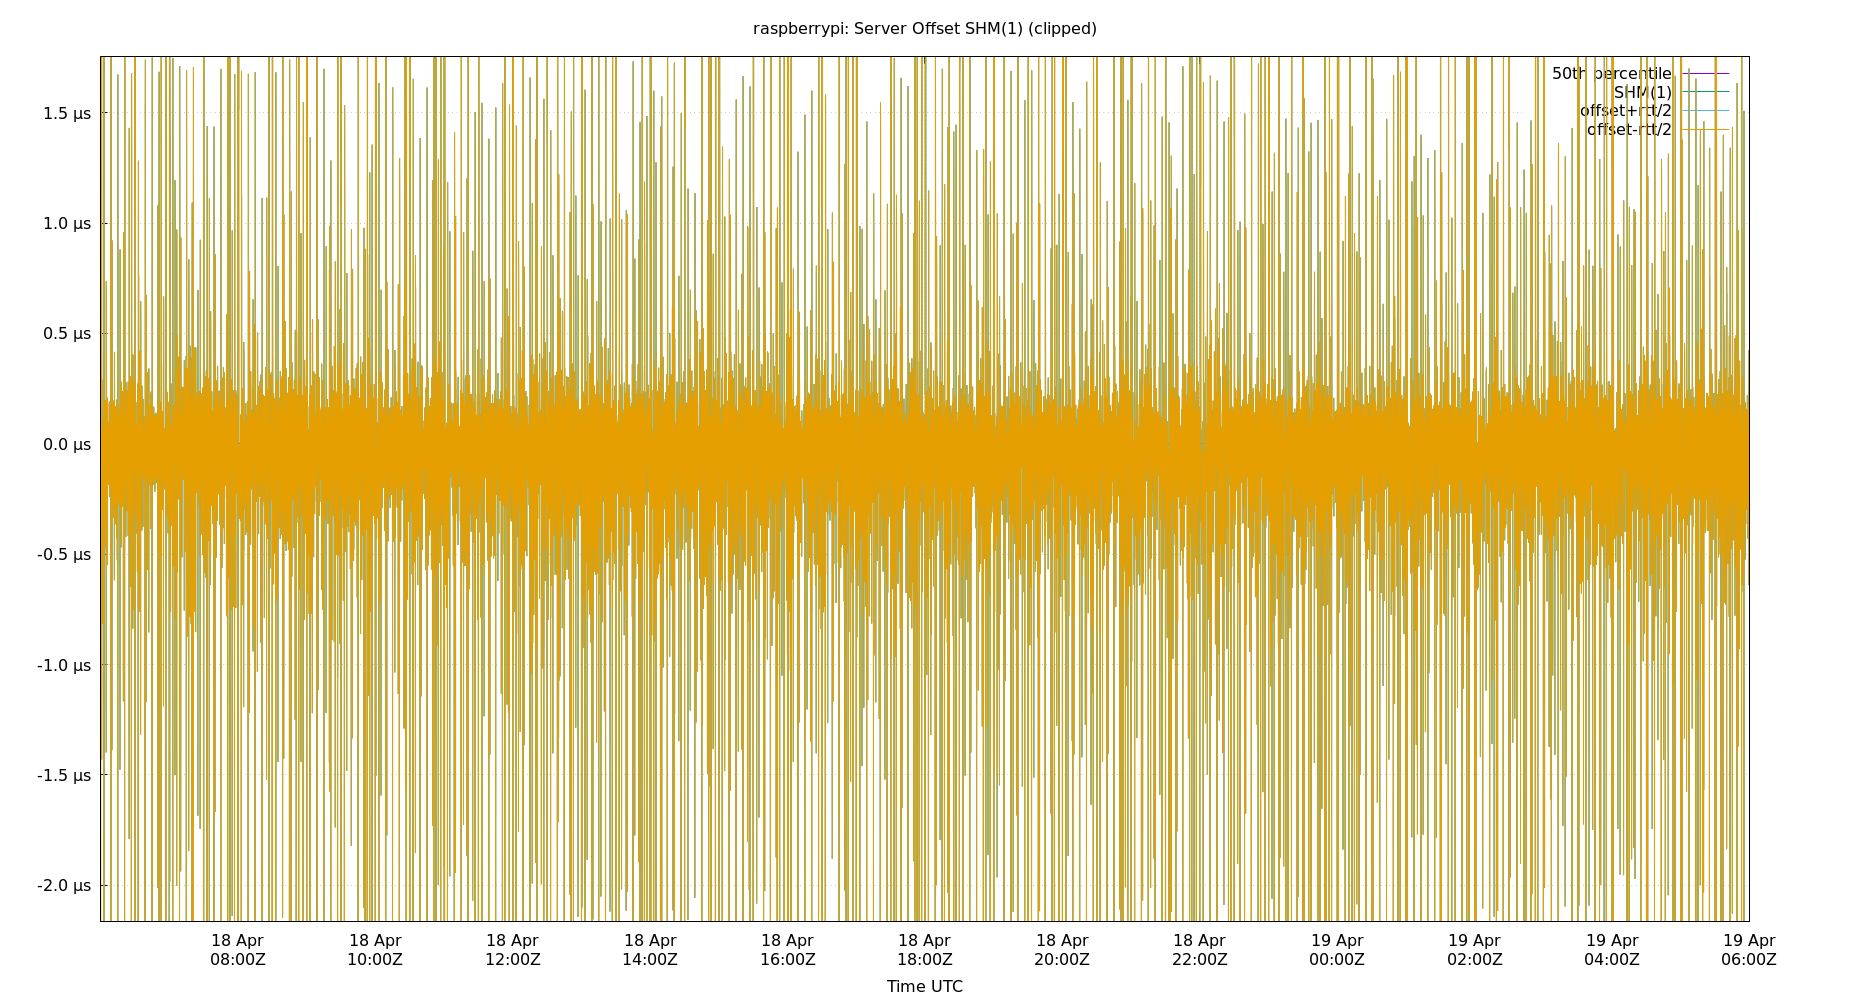 raspberrypi: Server Offset SHM(1) (clipped)
50th percentile
SHM(1)
offset+rtt/2
offset-rtt/2
1.5 µs
1.0 µs
0.5 µs
0.0 µs
-0.5 µs
-1.0 µs
-1.5 µs
-2.0 µs
18 Apr 18 Apr 18 Apr 18 Apr 18 Apr 18 Apr 18 Apr 18 Apr 19 Apr 19 Apr 19 Apr 19 Apr
08:00Z 10:00Z 12:00Z 14:00Z 16:00Z 18:00Z 20:00Z 22:00Z 00:00Z 02:00Z 04:00Z 06:00Z
Time UTC